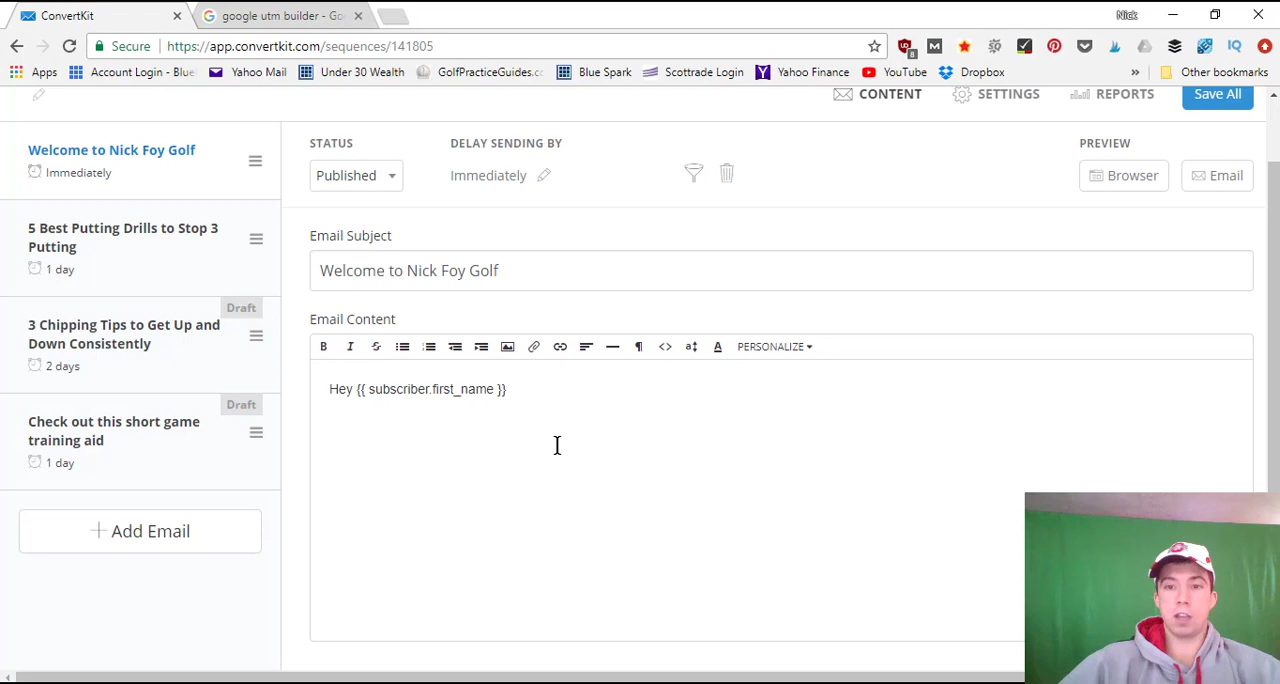 ConvertKit
google utm builder - Go
Nick
Secure
https://app.convertkit.com/sequences/141805
8
IQ
Apps
Account Login - Blue
Yahoo Mail
Under 30 Wealth
GolfPracticeGuides.c
Blue Spark
Scottrade Login
Yahoo Finance
YouTube
Dropbox
»
Other bookmarks
CONTENT
SETTINGS
REPORTS
Save All
Welcome to Nick Foy Golf
Immediately
5 Best Putting Drills to Stop 3
Putting
1 day
Draft
3 Chipping Tips to Get Up and
Down Consistently
2 days
Draft
Check out this short game
training aid
1 day
+ Add Email
STATUS
Published
DELAY SENDING BY
Immediately
PREVIEW
Browser
Email
Email Subject
Welcome to Nick Foy Golf
Email Content
PERSONALIZE
Hey {{ subscriber.first_name }}